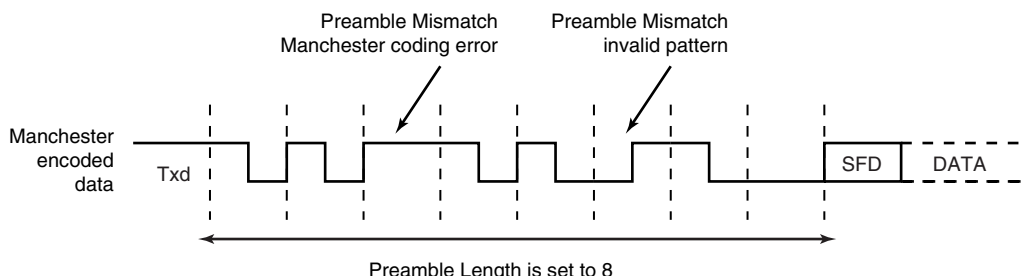 Preamble Mismatch
Manchester coding error
Preamble Mismatch
invalid pattern
Manchester
encoded
data
Txd
SFD
DATA
Preamble Length is set to 8